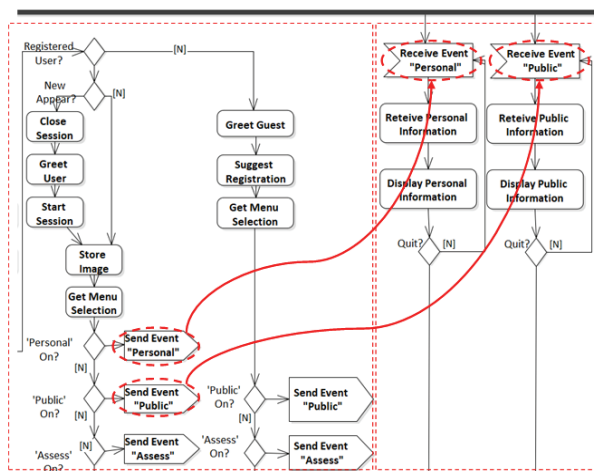 Registered
User?
[N]
New
Appear?
[N]
Close
Session
Greet
User
Start
Session
Store
Image
Get Menu
Selection
'Personal'
On?
Send Event
"Personal"
[N]
'Public'
On?
Send Event
"Public"
[N]
'Assess'
On?
Send Event
"Assess"
[N]
Greet Guest
Suggest
Registration
Get Menu
Selection
'Public'
On?
Send Event
"Public"
[N]
'Assess'
On?
Send Event
"Assess"
Receive Event
"Personal"
Reteive Personal
Information
Display Personal
Information
Quit?
[N]
Receive Event
"Public"
Reteive Public
Information
Display Public
Information
Quit?
[N]